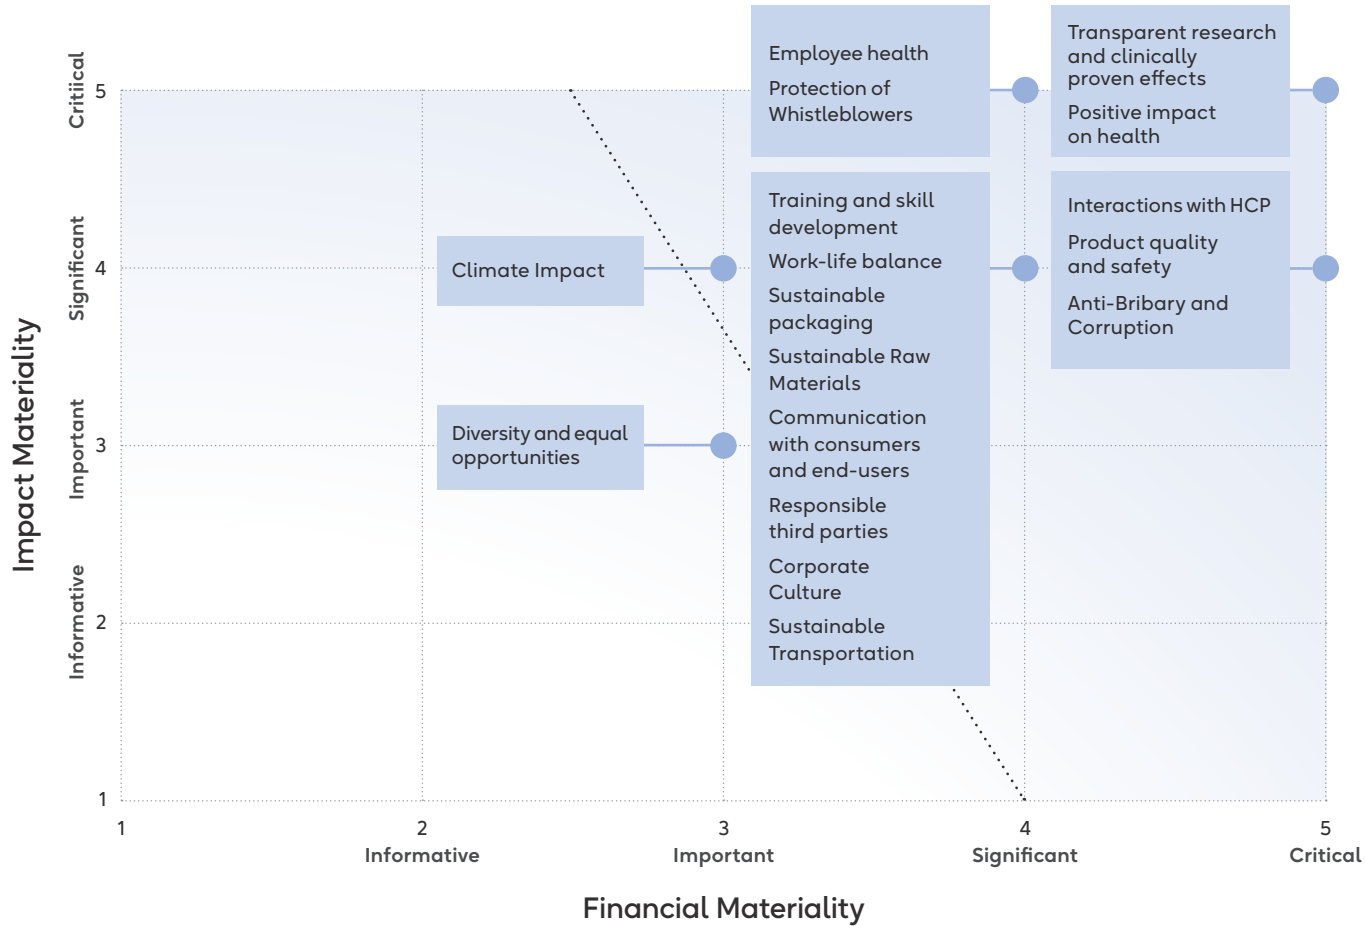 Impact Materiality
Critiical
Significant
Important
Informative
5
4
3
2
1
Employee health
Protection of
Whistleblowers
Transparent research
and clinically
proven effects
Positive impact
on health
Climate Impact
Training and skill
development
Work-life balance
Sustainable
packaging
Sustainable Raw
Materials
Communication
with consumers
and end-users
Responsible
third parties
Corporate
Culture
Sustainable
Transportation
Interactions with HCP
Product quality
and safety
Anti-Bribary and
Corruption
Diversity and equal
opportunities
1
2
3
4
5
Informative
Important
Significant
Critical
Financial Materiality